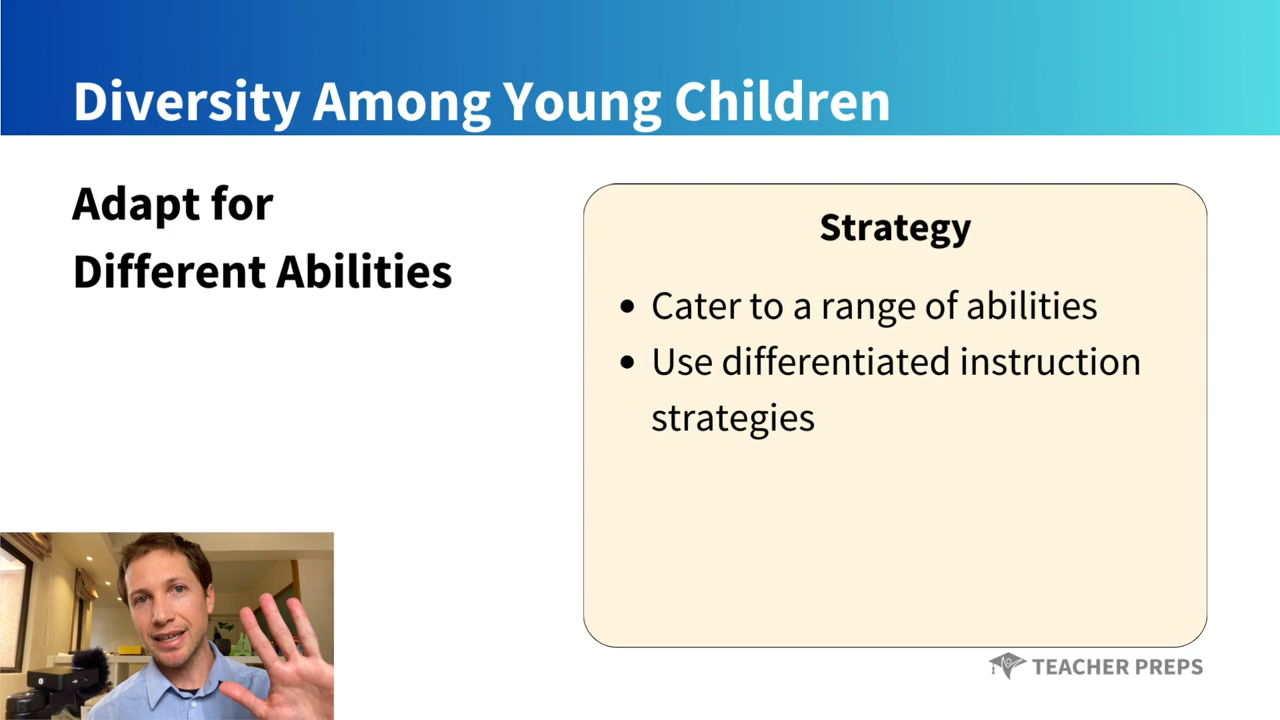 Diversity Among Young Children
Adapt for
Different Abilities
Strategy
• Cater to a range of abilities
• Use differentiated instruction
strategies
TEACHER PREPS